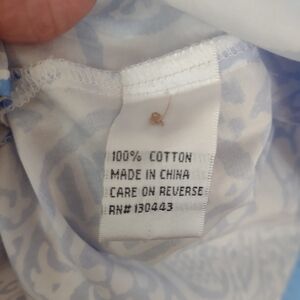 100% COTTON
MADE IN CHINA
CARE ON REVERSE
RN# 130443